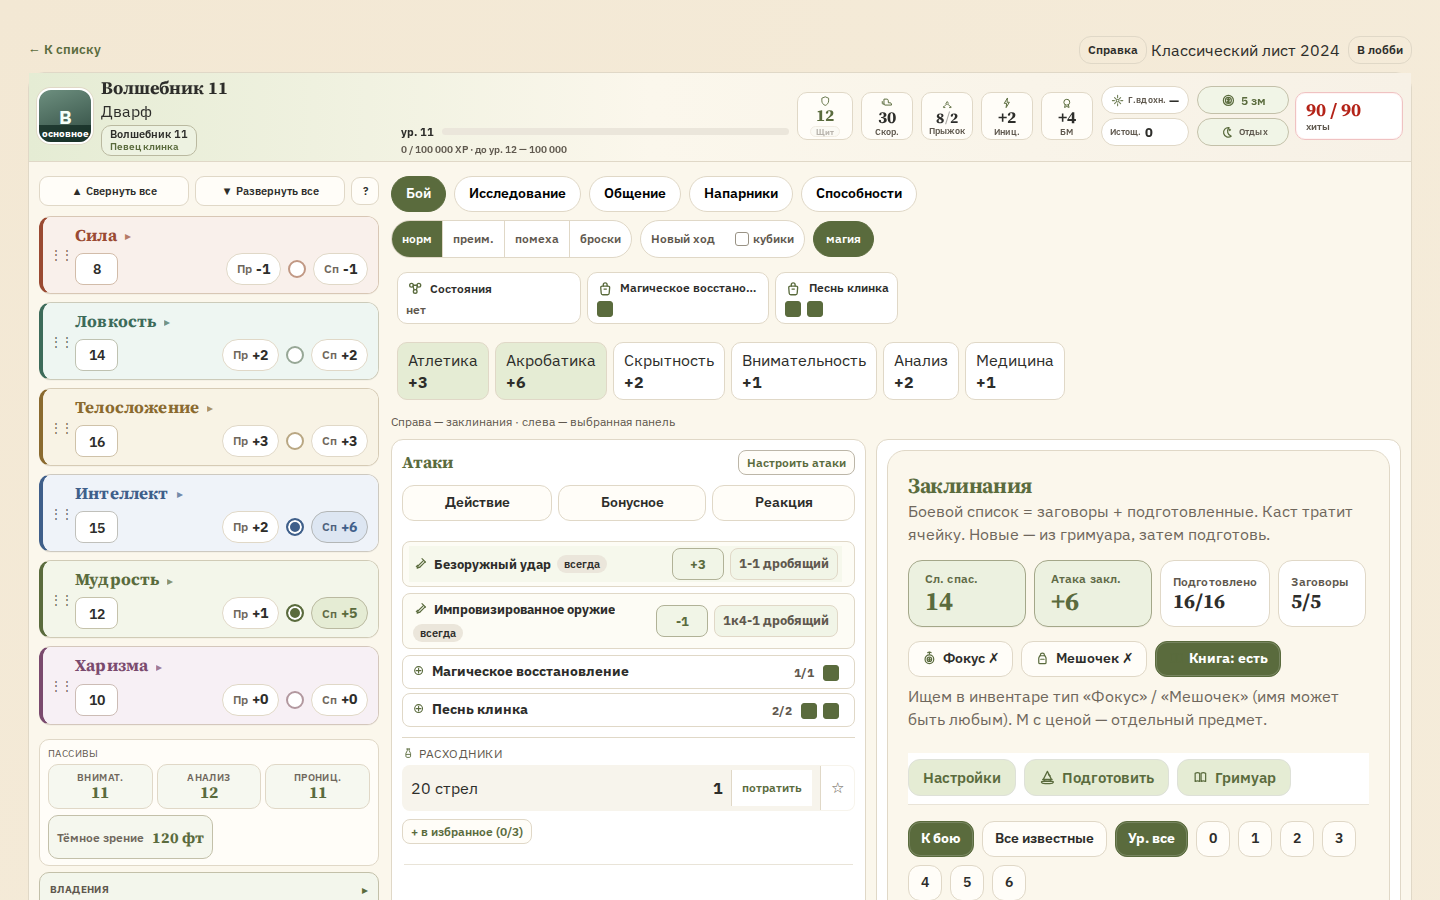 ← К списку
Справка
Классический лист 2024
В лобби
В
основное
Волшебник 11
Дварф
Волшебник 11
Певец клинка
ур. 11
0 / 100 000 XP · до ур. 12 — 100 000
12
Щит
30
Скор.
8/2
Прыжок
+2
Иниц.
+4
БМ
Г.вдохн. —
Истощ. 0
5 зм
Отдых
90 / 90
хиты
▲ Свернуть все
▼ Развернуть все
?
Сила ▸
8
Пр -1
Сп -1
Ловкость ▸
14
Пр +2
Сп +2
Телосложение ▸
16
Пр +3
Сп +3
Интеллект ▸
15
Пр +2
Сп +6
Мудрость ▸
12
Пр +1
Сп +5
Харизма ▸
10
Пр +0
Сп +0
ПАССИВЫ
ВНИМАТ.
11
АНАЛИЗ
12
ПРОНИЦ.
11
Тёмное зрение 120 фт
ВЛАДЕНИЯ ▸
Бой
Исследование
Общение
Напарники
Способности
норм
преим.
помеха
броски
Новый ход
кубики
магия
Состояния
нет
Магическое восстано...
Песнь клинка
Атлетика
+3
Акробатика
+6
Скрытность
+2
Внимательность
+1
Анализ
+2
Медицина
+1
Справа — заклинания · слева — выбранная панель
Атаки
Настроить атаки
Действие
Бонусное
Реакция
Безоружный удар всегда
+3
1-1 дробящий
Импровизированное оружие
всегда
-1
1к4-1 дробящий
Магическое восстановление
1/1
Песнь клинка
2/2
РАСХОДНИКИ
20 стрел
1
потратить
☆
+ в избранное (0/3)
Заклинания
Боевой список = заговоры + подготовленные. Каст тратит
ячейку. Новые — из гримуара, затем подготовь.
Сл. спас.
14
Атака закл.
+6
Подготовлено
16/16
Заговоры
5/5
Фокус ✗
Мешочек ✗
Книга: есть
Ищем в инвентаре тип «Фокус» / «Мешочек» (имя может
быть любым). М с ценой — отдельный предмет.
Настройки
Подготовить
Гримуар
К бою
Все известные
Ур. все
0
1
2
3
4
5
6